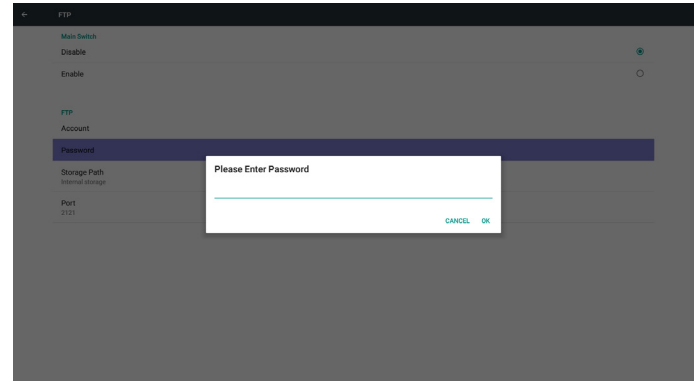 FTP
Main Switch
Disable
Enable
FTP
Account
Password
Storage Path
Internal storage
Port
2121
Please Enter Password
CANCEL OK